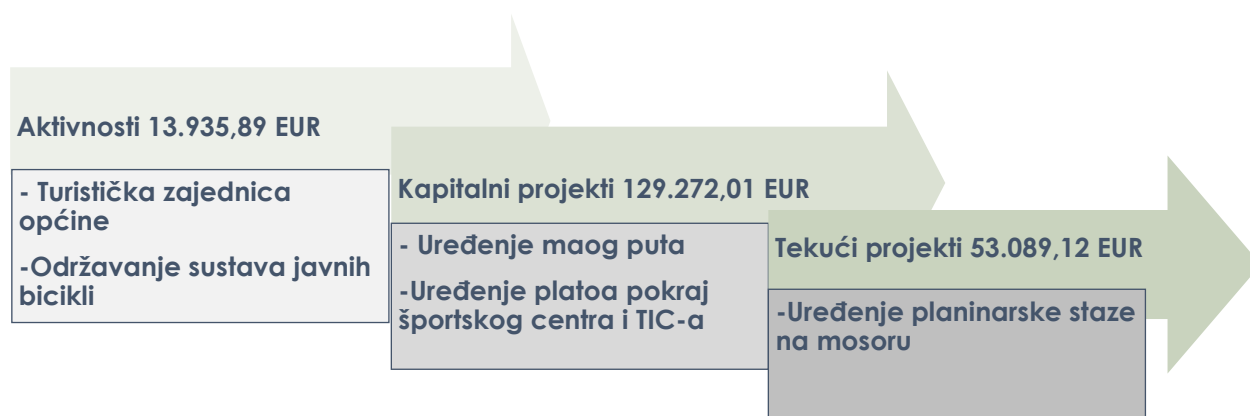 Aktivnosti 13.935,89 EUR
- Turistička zajednica
općine
-Održavanje sustava javnih
bicikli
Kapitalni projekti 129.272,01 EUR
- Uređenje maog puta
-Uređenje platoa pokraj
športskog centra i TIC-a
Tekući projekti 53.089,12 EUR
-Uređenje planinarske staze
na mosoru